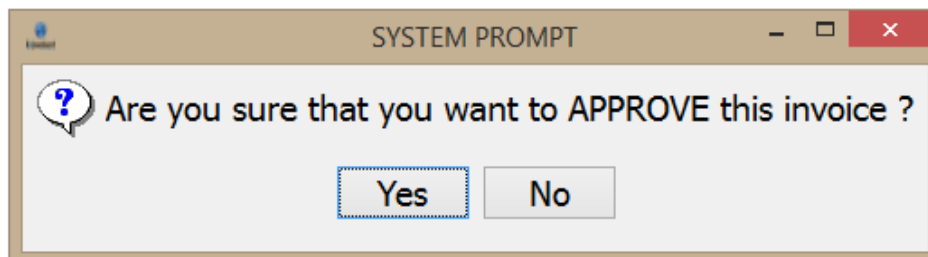 SYSTEM PROMPT
Are you sure that you want to APPROVE this invoice ?
Yes No